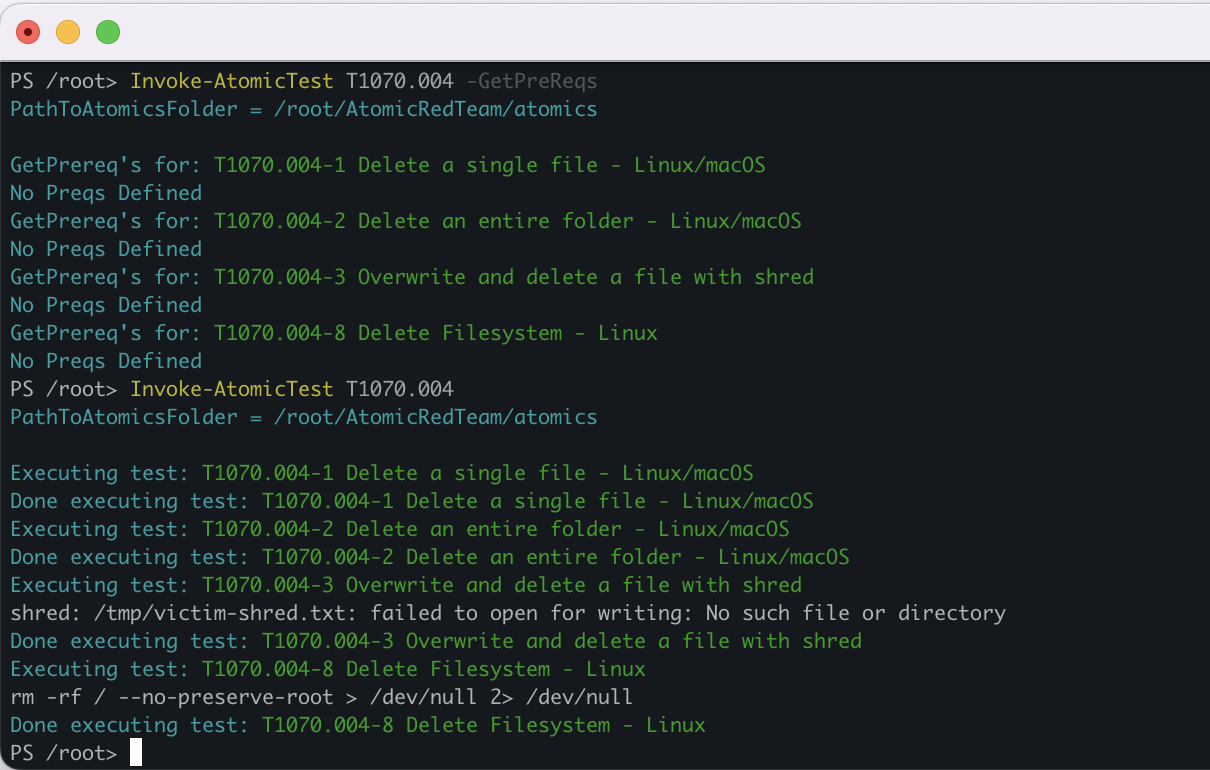 PS /root> Invoke-AtomicTest T1070.004 -GetPreReqs
PathToAtomicsFolder = /root/AtomicRedTeam/atomics
GetPrereq's for: T1070.004-1 Delete a single file - Linux/macOS
No Preqs Defined
GetPrereq's for: T1070.004-2 Delete an entire folder - Linux/macOS
No Preqs Defined
GetPrereq's for: T1070.004-3 Overwrite and delete a file with shred
No Preqs Defined
GetPrereq's for: T1070.004-8 Delete Filesystem - Linux
No Preqs Defined
PS /root> Invoke-AtomicTest T1070.004
PathToAtomicsFolder = /root/AtomicRedTeam/atomics
Executing test: T1070.004-1 Delete a single file - Linux/macOS
Done executing test: T1070.004-1 Delete a single file - Linux/macOS
Executing test: T1070.004-2 Delete an entire folder - Linux/macOS
Done executing test: T1070.004-2 Delete an entire folder - Linux/macOS
Executing test: T1070.004-3 Overwrite and delete a file with shred
shred: /tmp/victim-shred.txt: failed to open for writing: No such file or directory
Done executing test: T1070.004-3 Overwrite and delete a file with shred
Executing test: T1070.004-8 Delete Filesystem - Linux
rm -rf / --no-preserve-root > /dev/null 2> /dev/null
Done executing test: T1070.004-8 Delete Filesystem - Linux
PS /root>